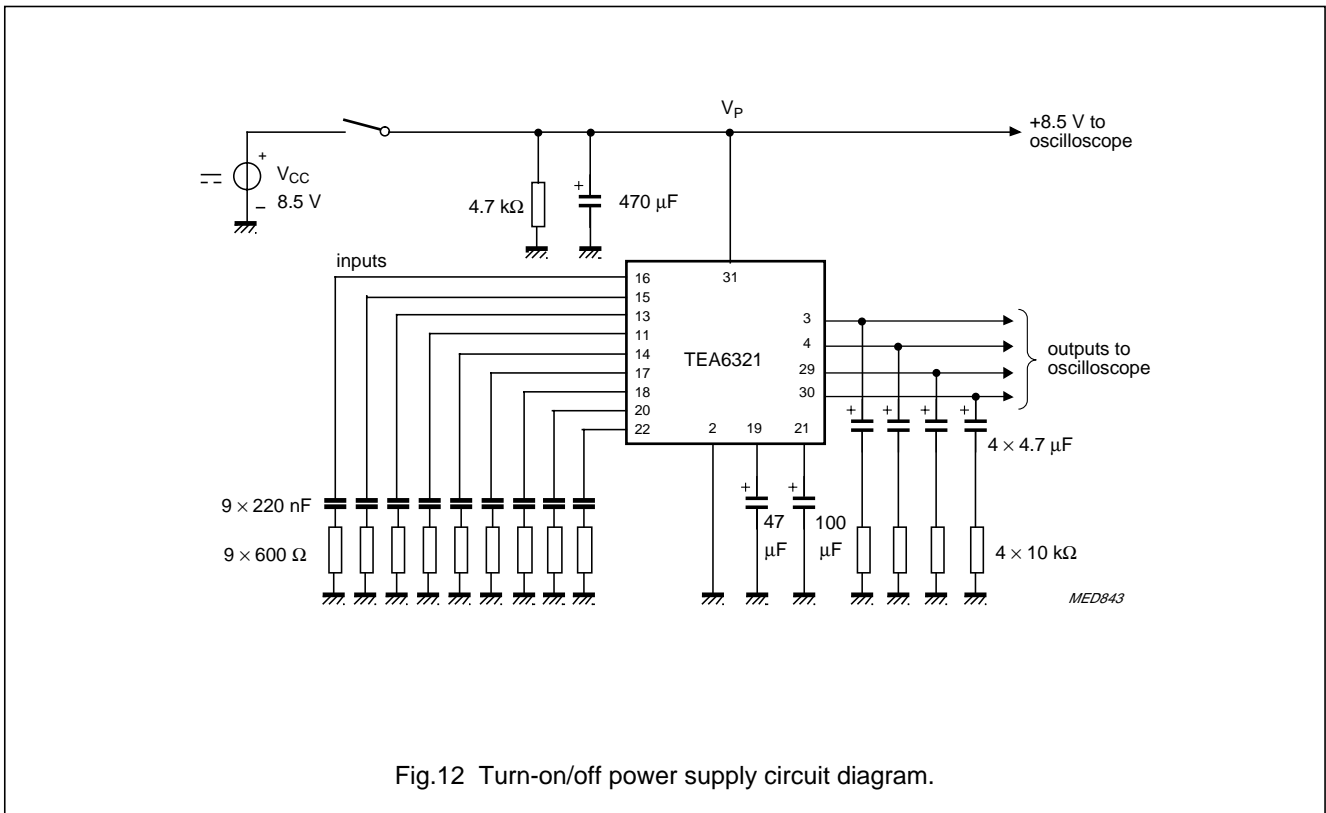 V_P
+8.5 V to
oscilloscope
+
V_CC
8.5 V
–
4.7 kΩ
+
470 μF
inputs
16
15
13
11
14
17
18
20
22
31
TEA6321
3
4
29
30
2
19
21
outputs to
oscilloscope
+
+
+
+
4 × 4.7 μF
9 × 220 nF
9 × 600 Ω
+
47
μF
+
100
μF
4 × 10 kΩ
MED843
Fig.12 Turn-on/off power supply circuit diagram.